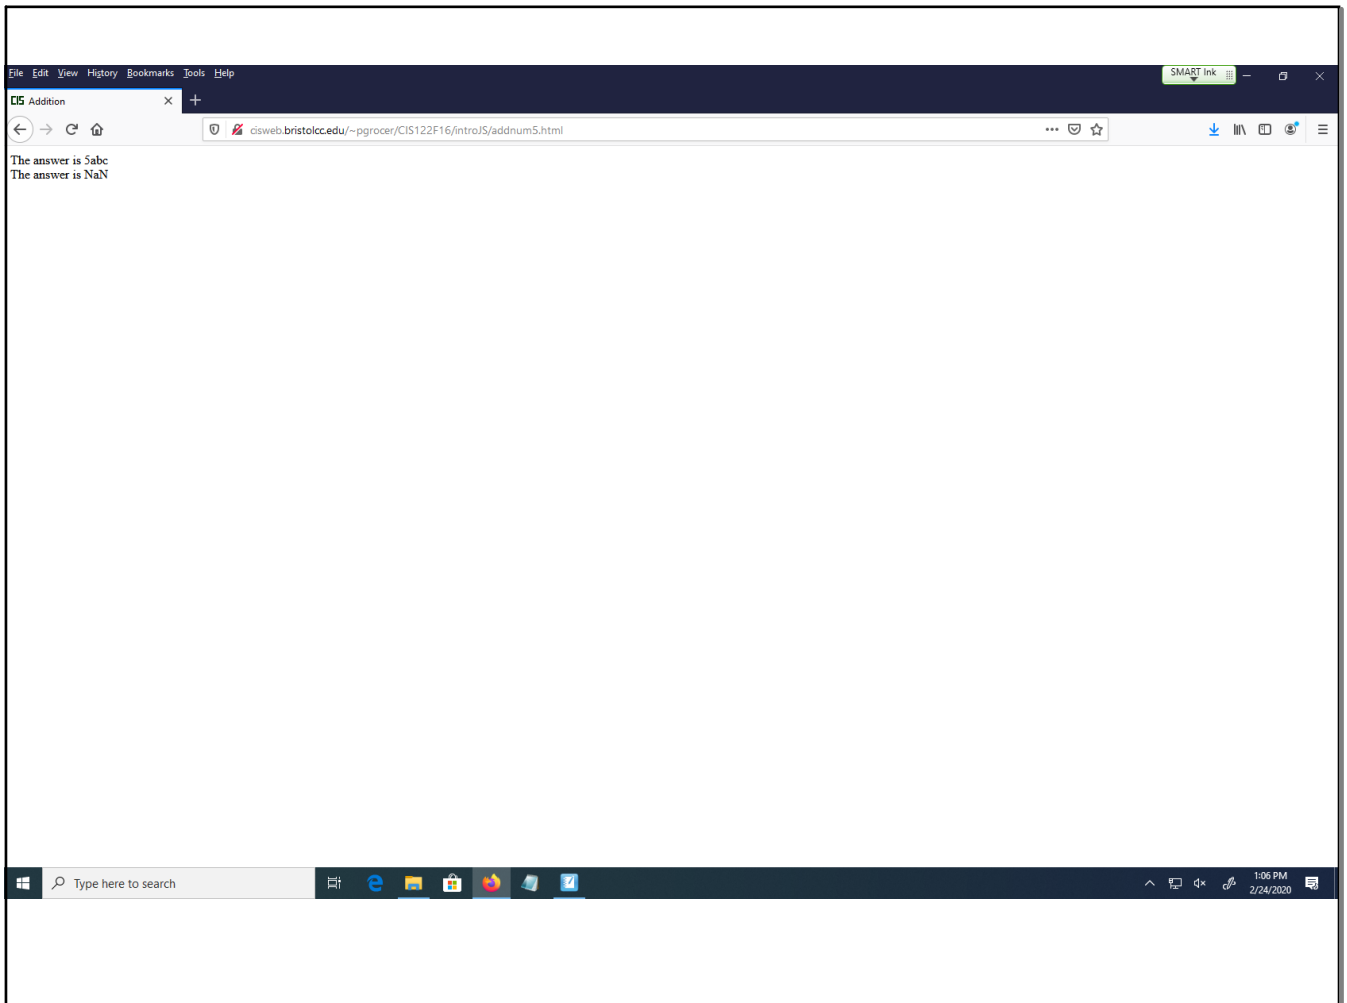 File Edit View History Bookmarks Tools Help
SMART Ink
CIS Addition
cisweb.bristolcc.edu/~pgrocer/CIS122F16/introJS/addnum5.html
The answer is 5abc
The answer is NaN
Type here to search
1:06 PM
2/24/2020